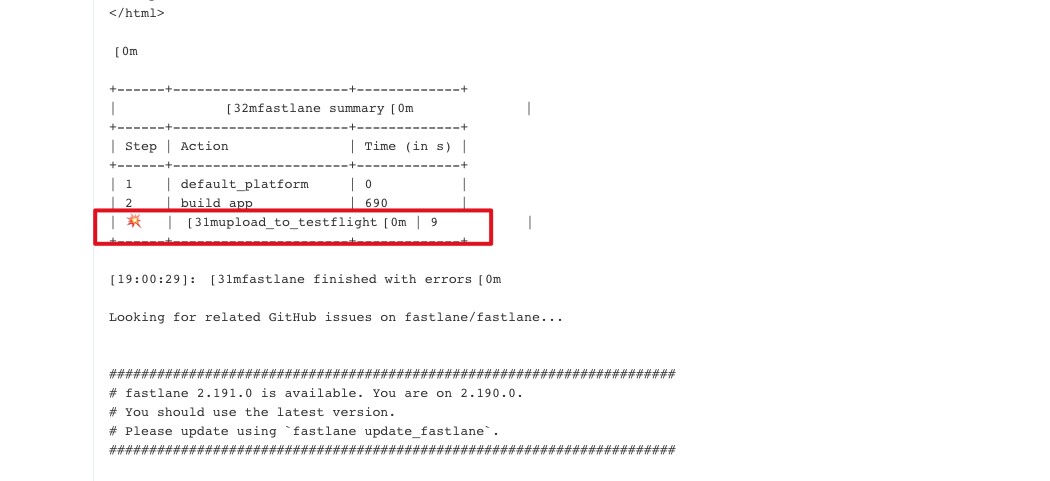 </html>
[0m
+------+----------------------+-------------+
|              [32mfastlane summary [0m              |
+------+----------------------+-------------+
| Step | Action               | Time (in s) |
+------+----------------------+-------------+
| 1    | default_platform     | 0           |
| 2    | build_app            | 690         |
| 💥   | [31mupload_to_testflight [0m | 9           |
+------+----------------------+-------------+
[19:00:29]: [31mfastlane finished with errors [0m
Looking for related GitHub issues on fastlane/fastlane...
#######################################################################
# fastlane 2.191.0 is available. You are on 2.190.0.
# You should use the latest version.
# Please update using `fastlane update_fastlane`.
#######################################################################